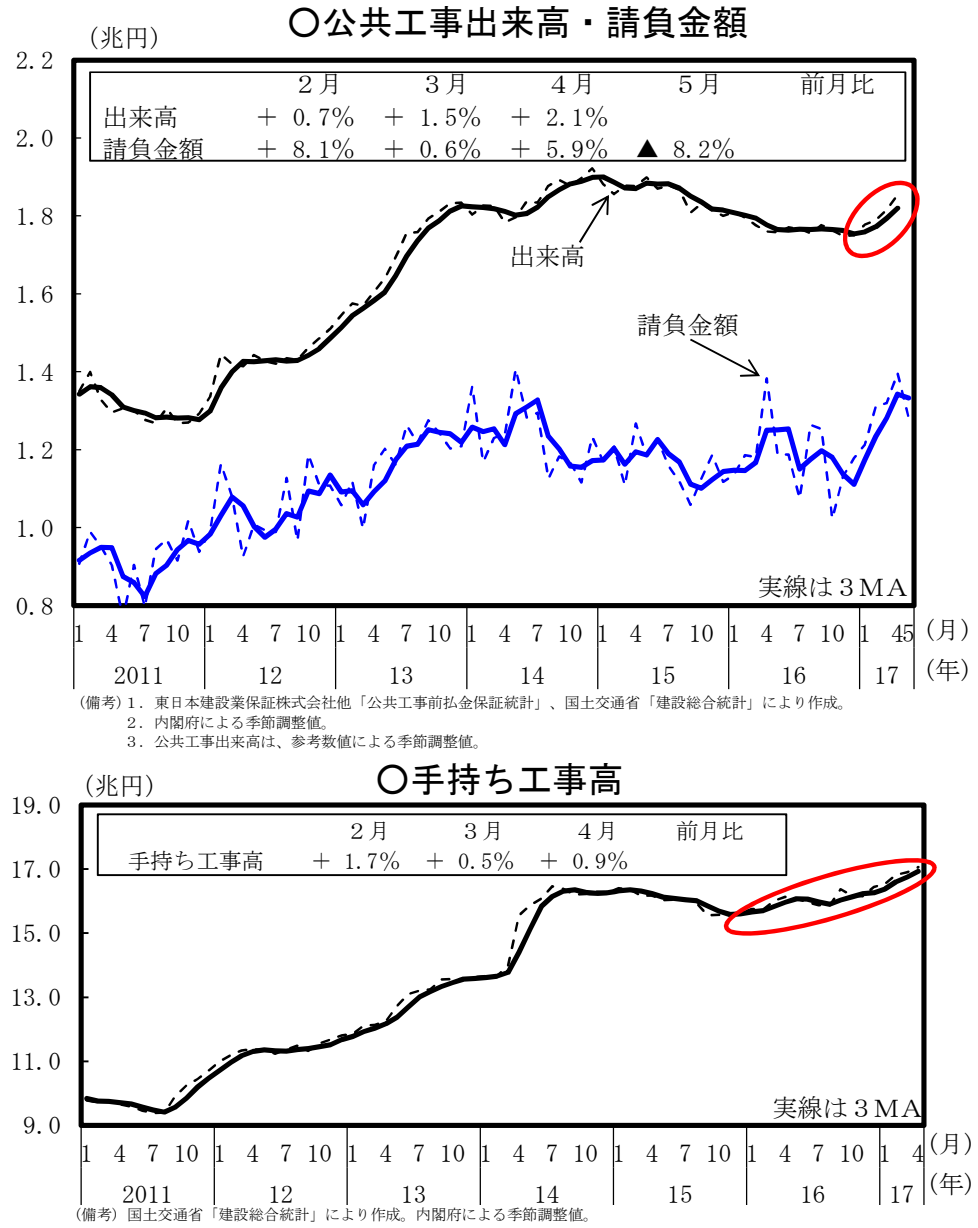 〇公共工事出来高・請負金額
(兆円)
2.2
2.0
1.8
1.6
1.4
1.2
1.0
0.8
2月 3月 4月 5月 前月比
出来高 + 0.7% + 1.5% + 2.1%
請負金額 + 8.1% + 0.6% + 5.9% ▲ 8.2%
出来高
請負金額
実線は3MA
1 4 7 10 1 4 7 10 1 4 7 10 1 4 7 10 1 4 7 10 1 4 7 10 1 45 (月)
2011 12 13 14 15 16 17 (年)
(備考)1. 東日本建設業保証株式会社他「公共工事前払金保証統計」、国土交通省「建設総合統計」により作成。
2. 内閣府による季節調整値。
3. 公共工事出来高は、参考数値による季節調整値。
〇手持ち工事高
(兆円)
19.0
17.0
15.0
13.0
11.0
9.0
2月 3月 4月 前月比
手持ち工事高 + 1.7% + 0.5% + 0.9%
実線は3MA
1 4 7 10 1 4 7 10 1 4 7 10 1 4 7 10 1 4 7 10 1 4 7 10 1 4 (月)
2011 12 13 14 15 16 17 (年)
(備考)国土交通省「建設総合統計」により作成。内閣府による季節調整値。